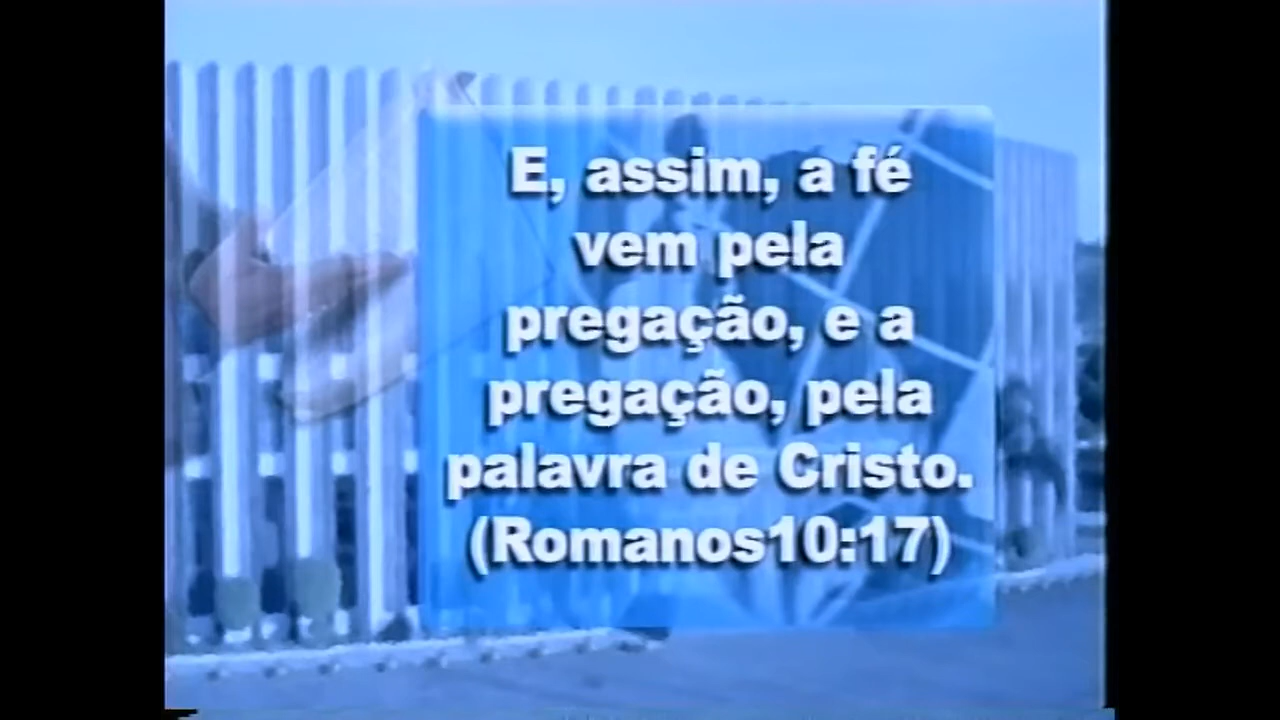 E, assim, a fé
vem pela
pregação, e a
pregação, pela
palavra de Cristo.
(Romanos10:17)